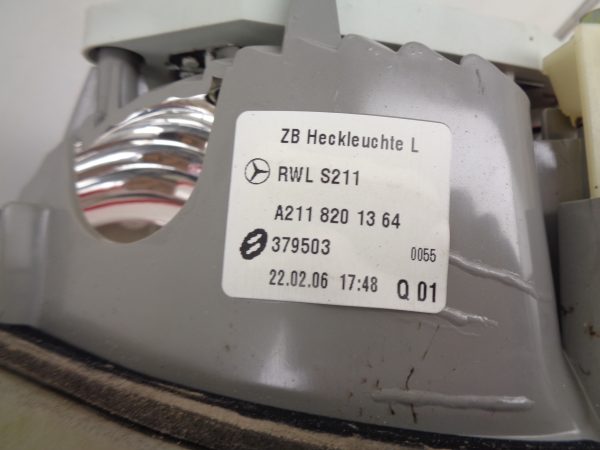 ZB Heckleuchte L
RWL S211
A211 820 13 64
379503 0055
22.02.06 17:48 Q 01